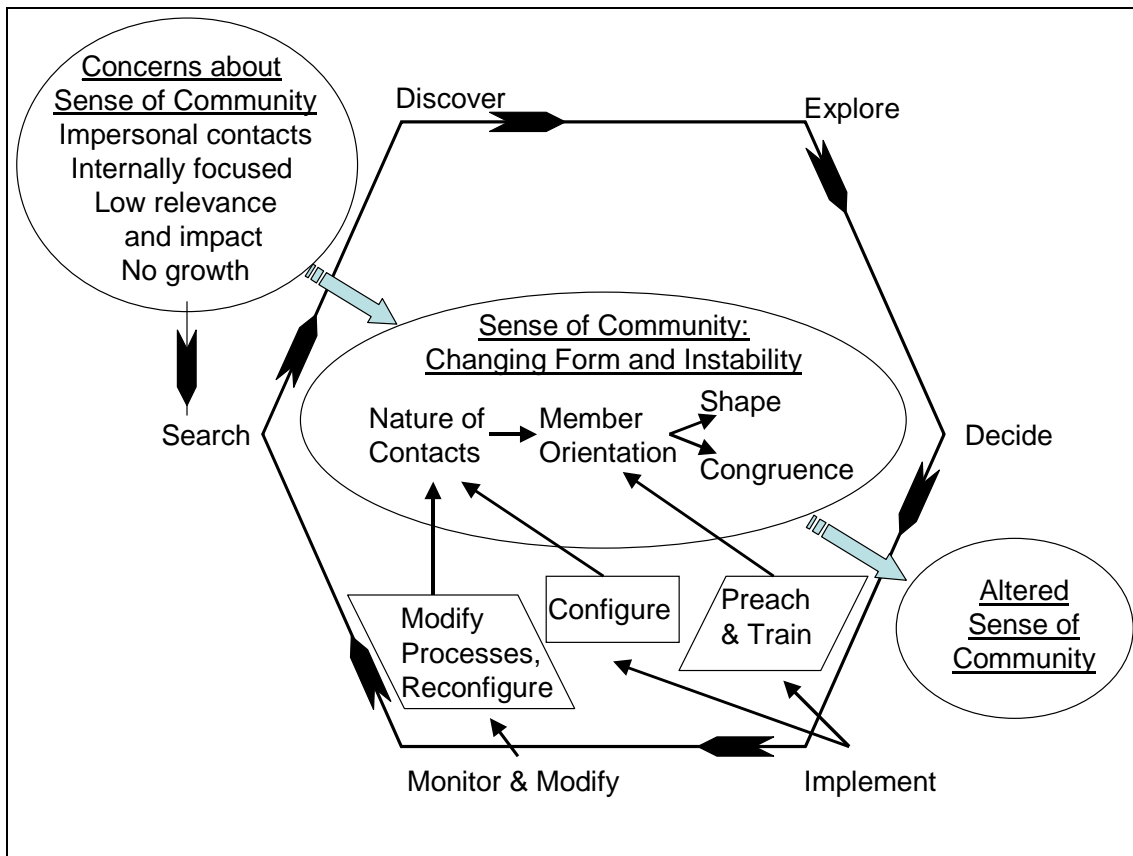 Concerns about
Sense of Community
Impersonal contacts
Internally focused
Low relevance
and impact
No growth
Discover
Explore
Search
Sense of Community:
Changing Form and Instability
Nature of
Contacts
Member
Orientation
Shape
Congruence
Decide
Modify
Processes,
Reconfigure
Configure
Preach
& Train
Altered
Sense of
Community
Monitor & Modify
Implement